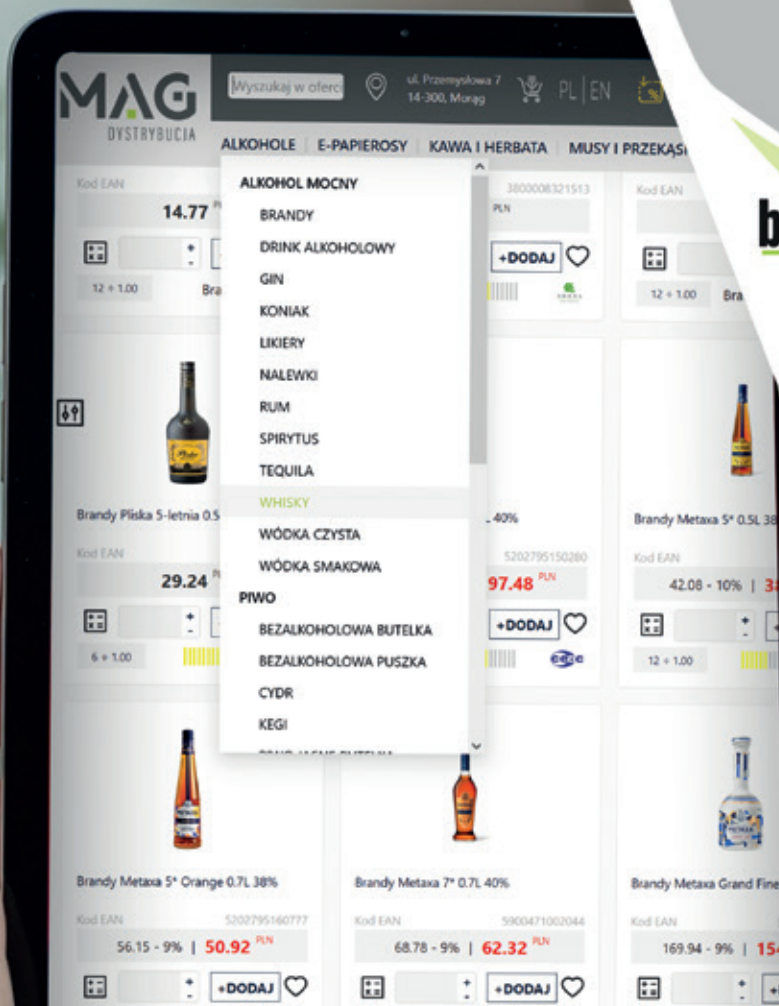 MAG
DYSTRYBUCJA
Wyszukaj w oferci
ul. Przemysłowa 7
14-300, Morąg
PL | EN
ALKOHOLE
E-PAPIEROSY
KAWA I HERBATA
MUSY I PRZEKĄS
b
ALKOHOL MOCNY
BRANDY
DRINK ALKOHOLOWY
GIN
KONIAK
LIKIERY
NALEWKI
RUM
SPIRYTUS
TEQUILA
WHISKY
WÓDKA CZYSTA
WÓDKA SMAKOWA
PIWO
BEZALKOHOLOWA BUTELKA
BEZALKOHOLOWA PUSZKA
CYDR
KEGI
Kod EAN
14.77
12 + 1.00
Bra
3800008321513
PLN
+DODAJ
Kod EAN
12 + 1.00
Bra
Brandy Pliska 5-letnia 0.5
Kod EAN
29.24
6 + 1.00
40%
5202795150280
97.48 PLN
+DODAJ
Brandy Metaxa 5* 0.5L 38
Kod EAN
42.08 - 10% | 3
12 + 1.00
Brandy Metaxa 5* Orange 0.7L 38%
Kod EAN 5202795160777
56.15 - 9% | 50.92 PLN
+DODAJ
Brandy Metaxa 7* 0.7L 40%
Kod EAN 5900471002044
68.78 - 9% | 62.32 PLN
+DODAJ
Brandy Metaxa Grand Fine
Kod EAN
169.94 - 9% | 154